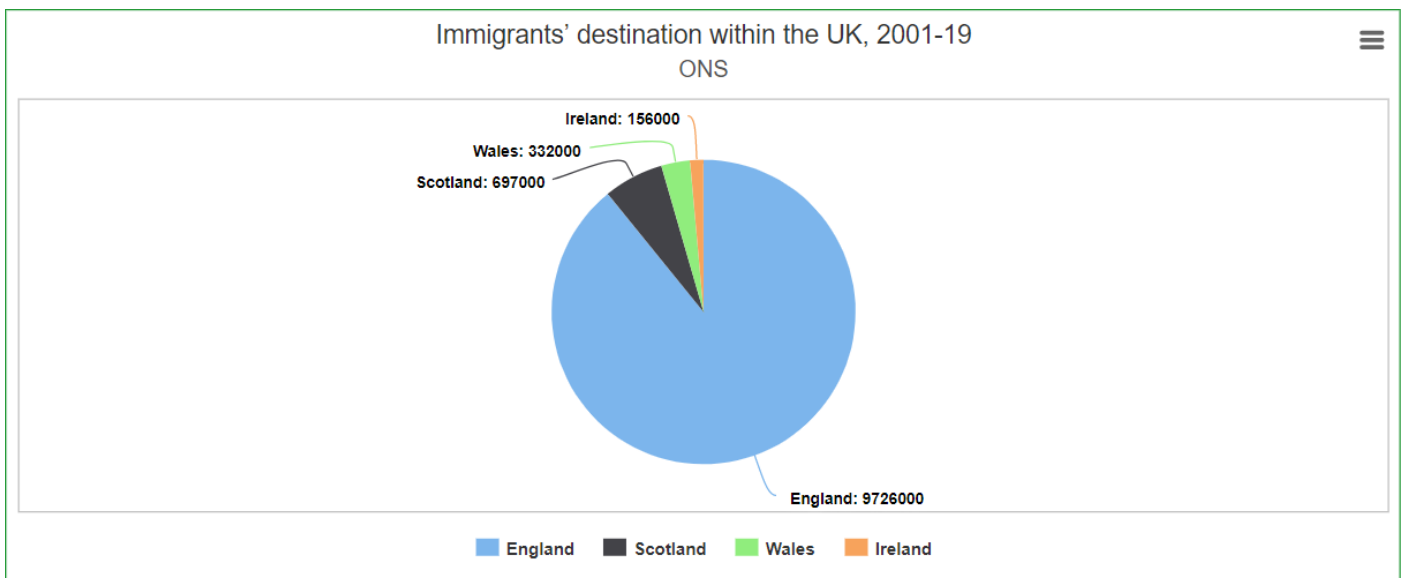 Immigrants’ destination within the UK, 2001-19
ONS
Ireland: 156000
Wales: 332000
Scotland: 697000
England: 9726000
England Scotland Wales Ireland